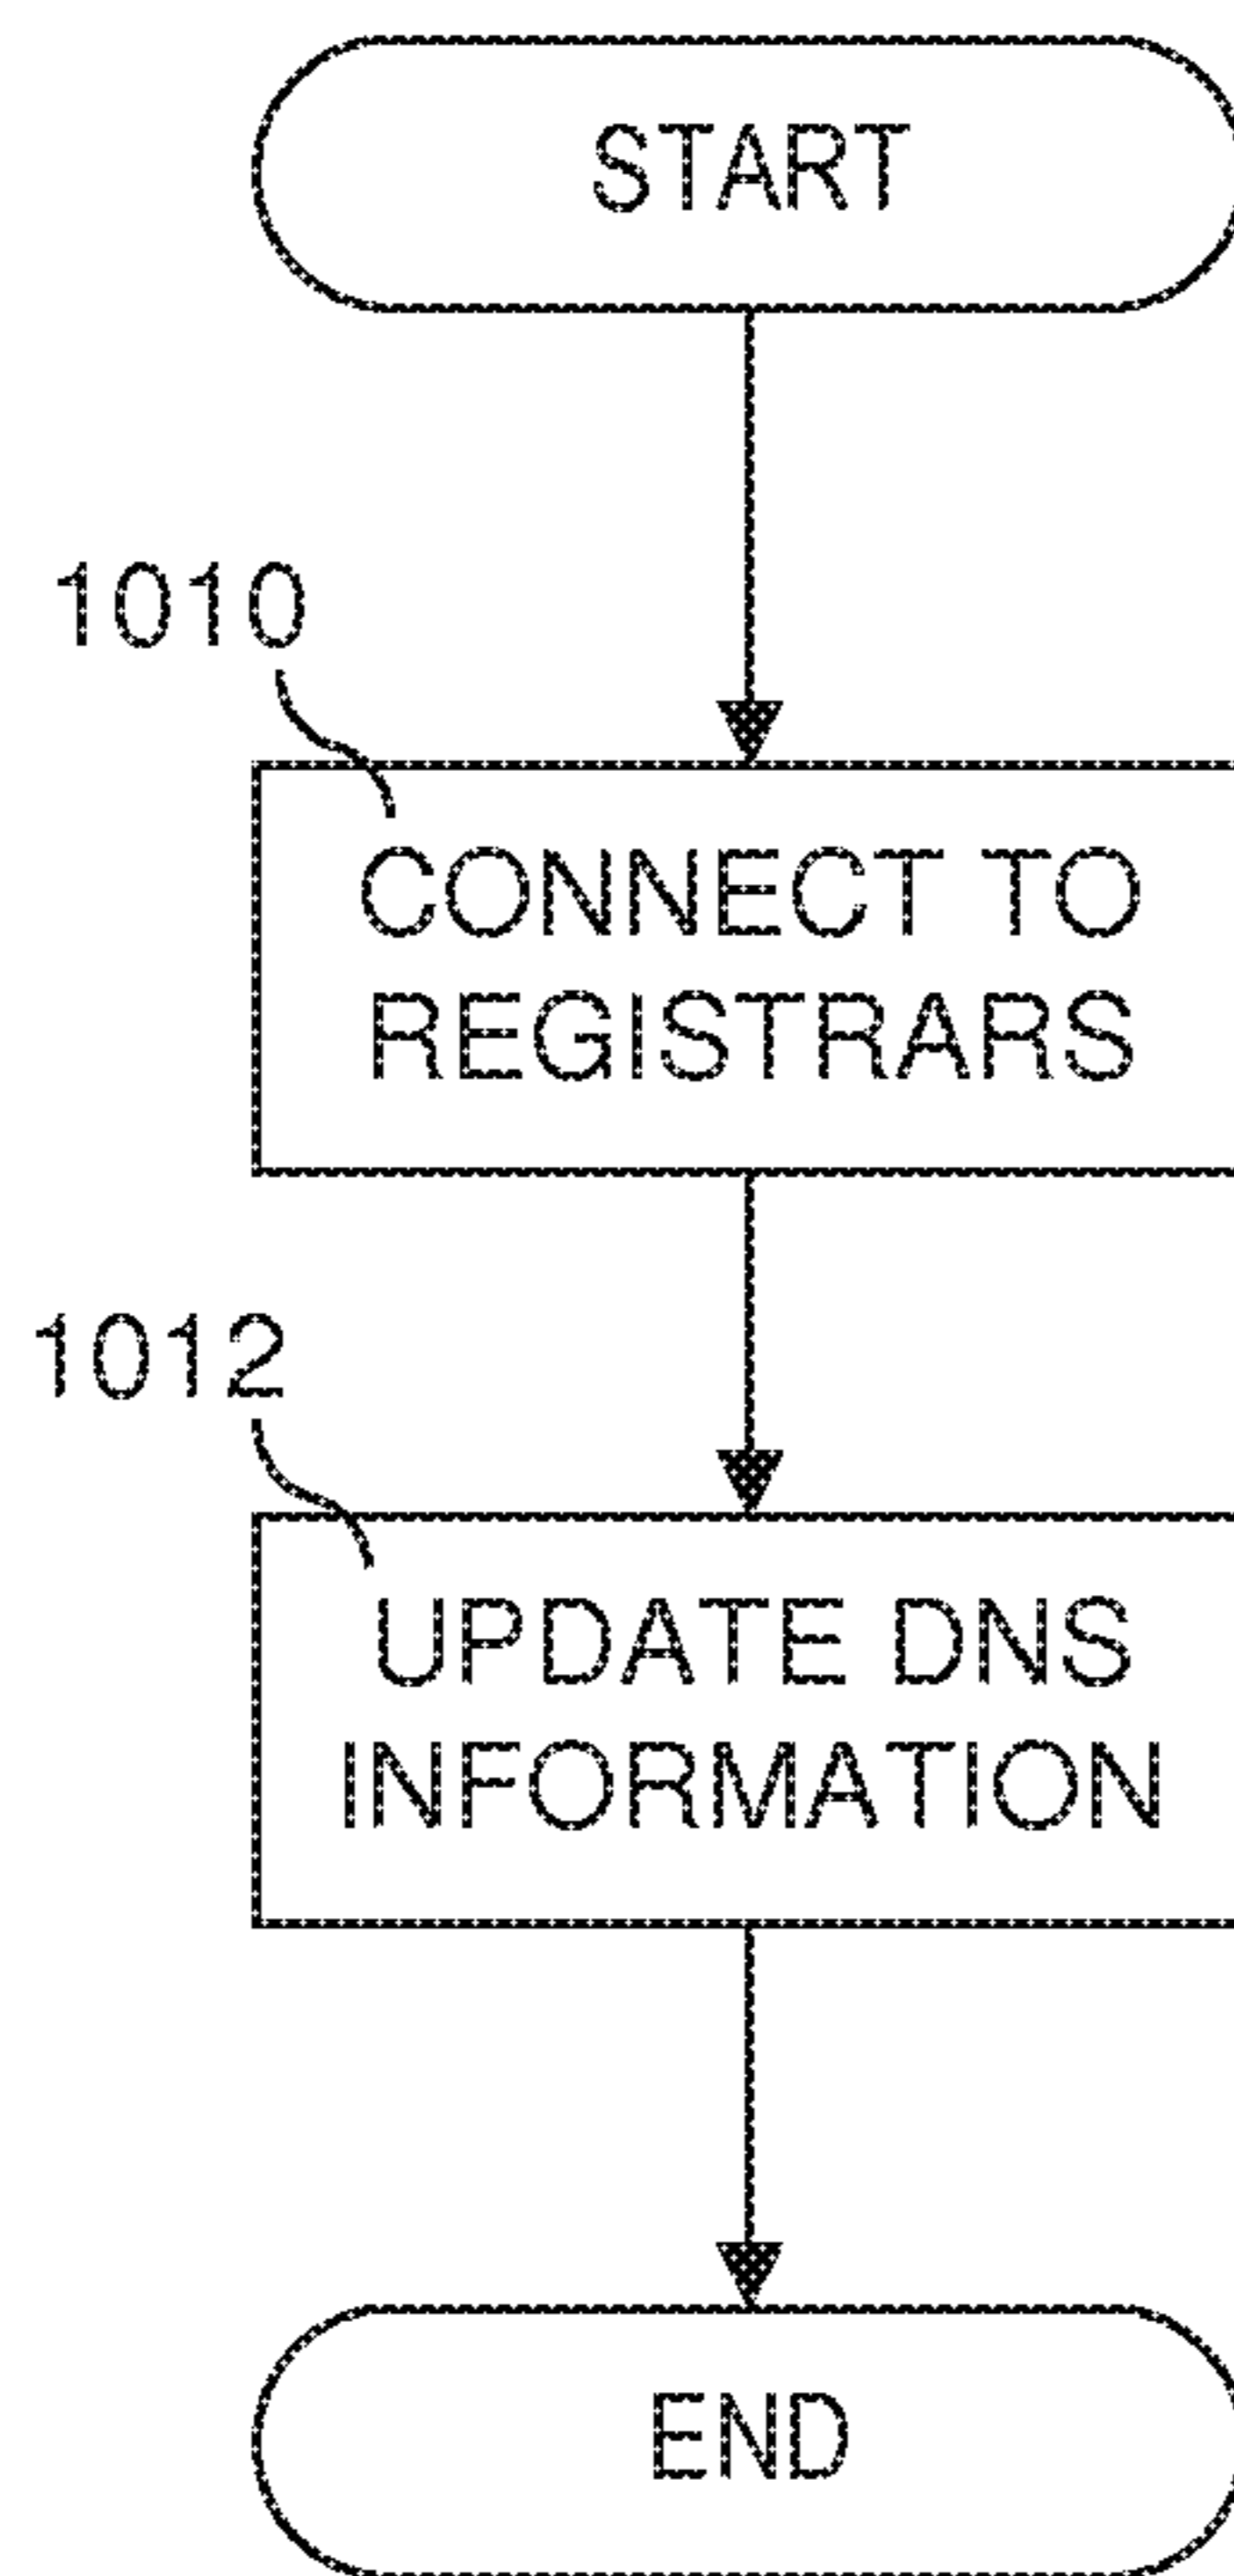 START
1010
CONNECT TO
REGISTRARS
1012
UPDATE DNS
INFORMATION
END